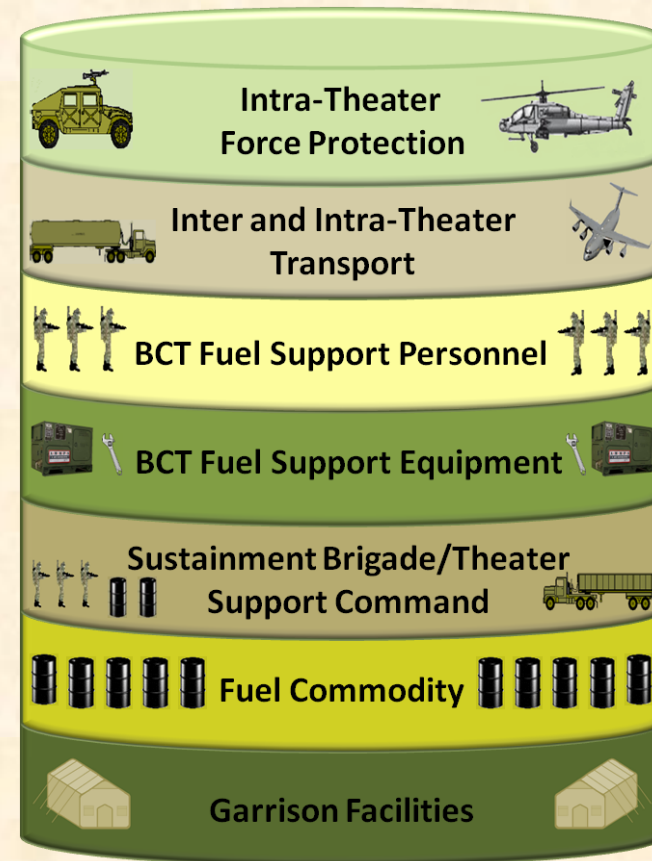 Intra-Theater
Force Protection
Inter and Intra-Theater
Transport
BCT Fuel Support Personnel
BCT Fuel Support Equipment
Sustainment Brigade/Theater
Support Command
Fuel Commodity
Garrison Facilities